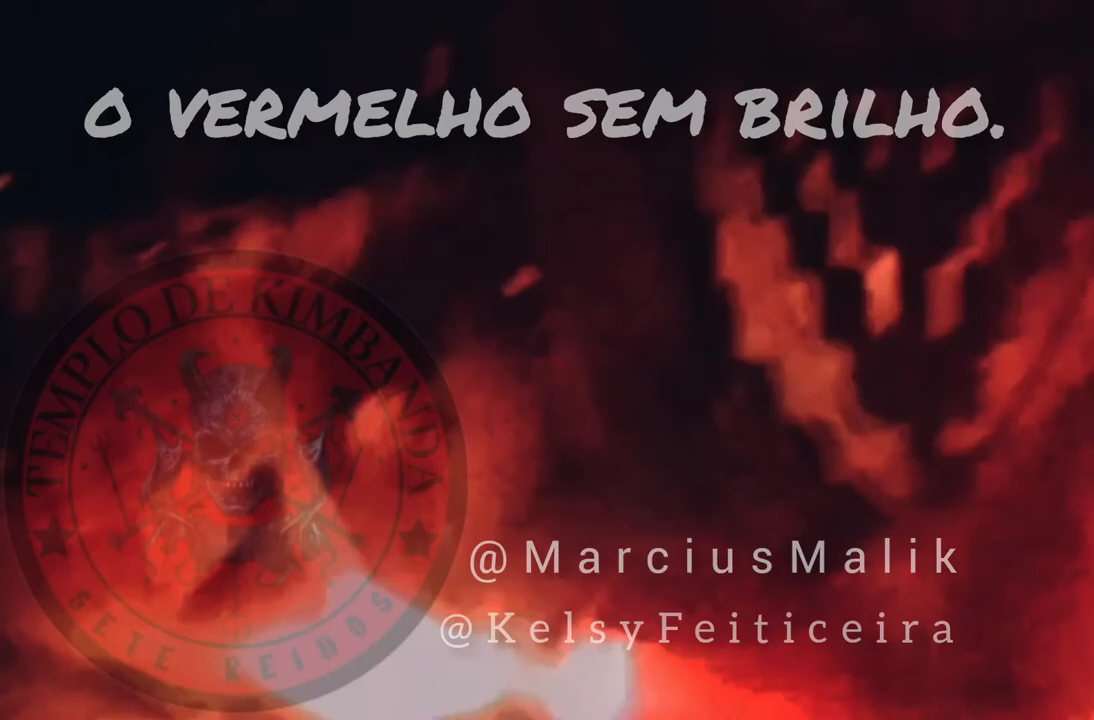 O VERMELHO SEM BRILHO.
TEMPLO DE KIMBANDA
SETE REINOS
@MarciusMalik
@KelsyFeiticeira